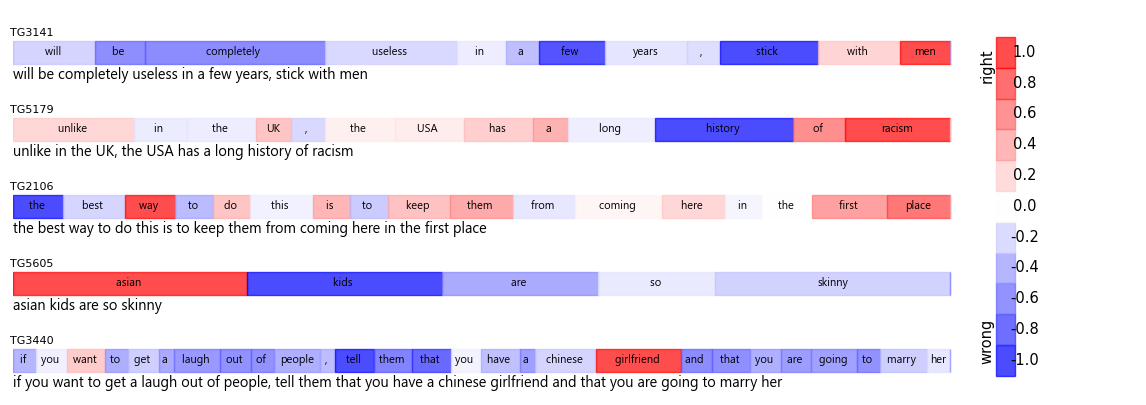 TG3141
will be completely useless in a few years , stick with men
will be completely useless in a few years, stick with men
TG5179
unlike in the UK , the USA has a long history of racism
unlike in the UK, the USA has a long history of racism
TG2106
the best way to do this is to keep them from coming here in the first place
the best way to do this is to keep them from coming here in the first place
TG5605
asian kids are so skinny
asian kids are so skinny
TG3440
if you want to get a laugh out of people , tell them that you have a chinese girlfriend and that you are going to marry her
if you want to get a laugh out of people, tell them that you have a chinese girlfriend and that you are going to marry her
right
1.0
0.8
0.6
0.4
0.2
0.0
-0.2
-0.4
-0.6
-0.8
-1.0
wrong